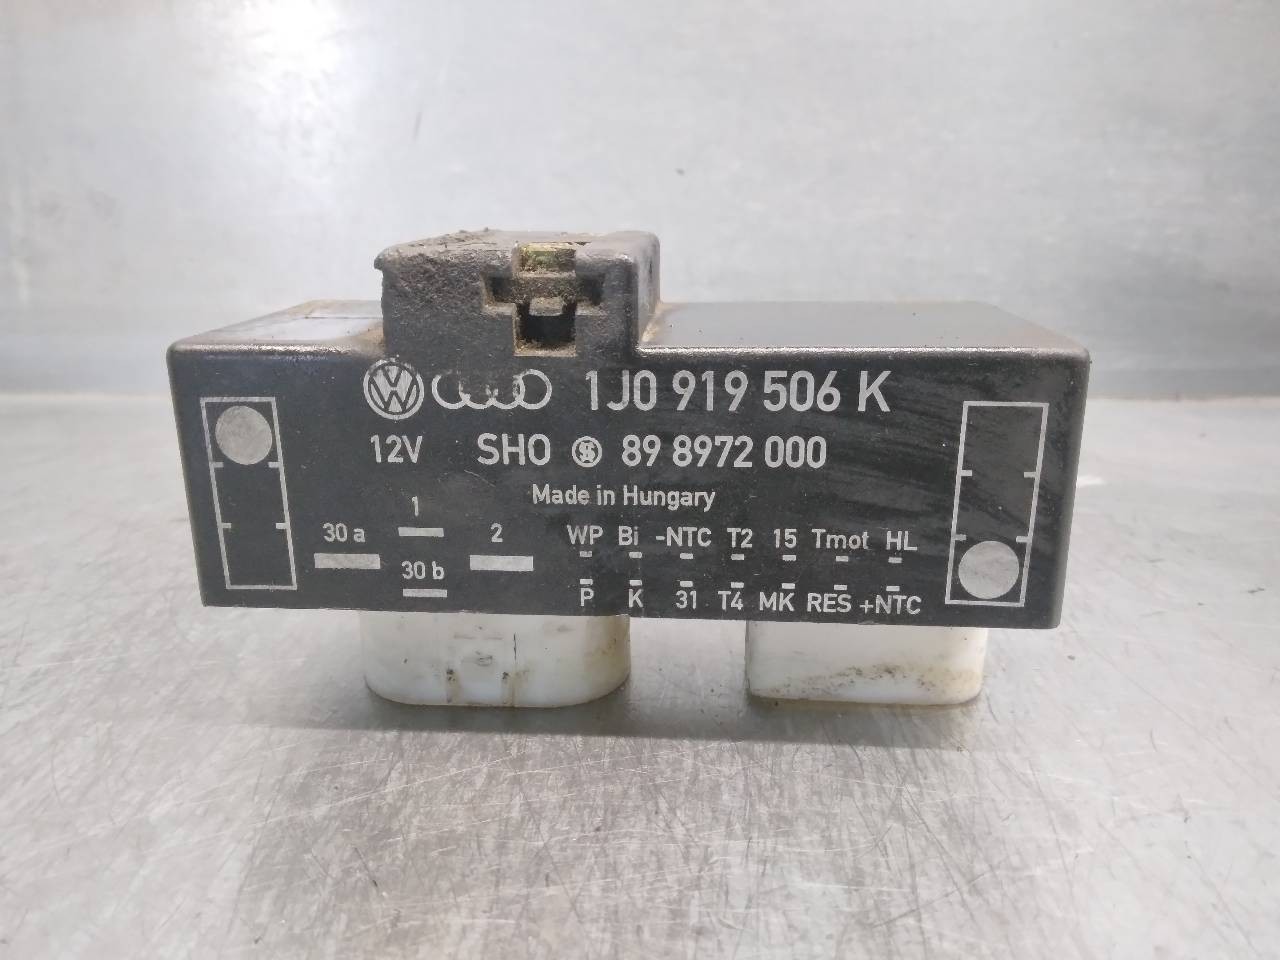 VW 1J0 919 506 K
12V SHO 89 8972 000
Made in Hungary
1
30 a 2
30 b
WP Bi -NTC T2 15 Tmot HL
P K 31 T4 MK RES +NTC